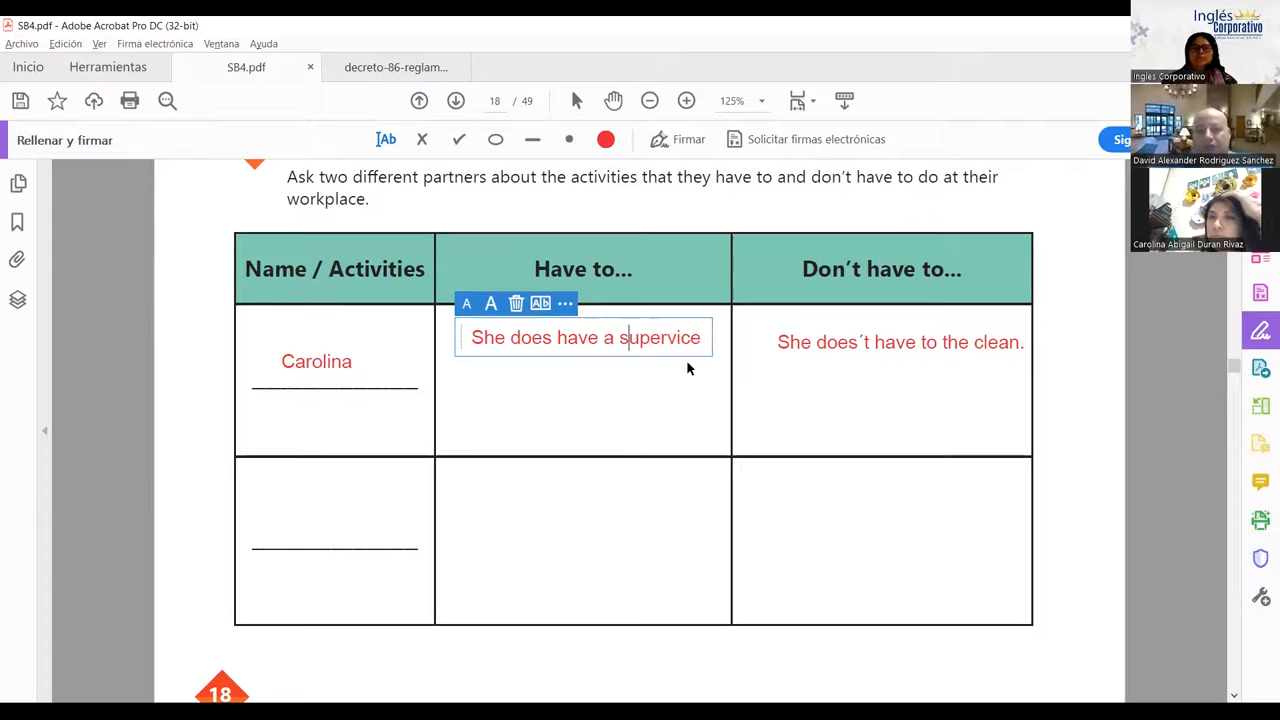 SB4.pdf - Adobe Acrobat Pro DC (32-bit)
Archivo Edición Ver Firma electrónica Ventana Ayuda
Inicio Herramientas SB4.pdf × decreto-86-reglam...
18 / 49 125%
Rellenar y firmar Ab Firmar Solicitar firmas electrónicas Sig
Ask two different partners about the activities that they have to and don't have to do at their
workplace.
Name / Activities Have to... Don't have to...
A A Ab ...
She does have a supervice
She does´t have to the clean.
Carolina
18
Inglés
Corporativo
Ingles Corporativo
David Alexander Rodriguez Sanchez
Carolina Abigail Duran Rivaz